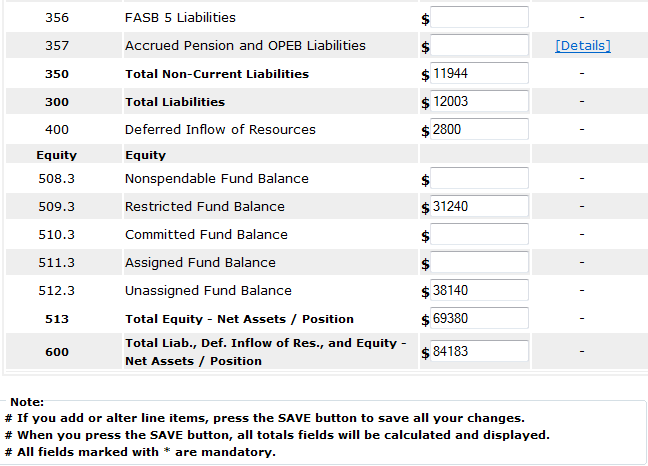 356 FASB 5 Liabilities $ -
357 Accrued Pension and OPEB Liabilities $ [Details]
350 Total Non-Current Liabilities $ 11944 -
300 Total Liabilities $ 12003 -
400 Deferred Inflow of Resources $ 2800 -
Equity Equity
508.3 Nonspendable Fund Balance $ -
509.3 Restricted Fund Balance $ 31240 -
510.3 Committed Fund Balance $ -
511.3 Assigned Fund Balance $ -
512.3 Unassigned Fund Balance $ 38140 -
513 Total Equity - Net Assets / Position $ 69380 -
600 Total Liab., Def. Inflow of Res., and Equity - $ 84183 -
Net Assets / Position
Note:
# If you add or alter line items, press the SAVE button to save all your changes.
# When you press the SAVE button, all totals fields will be calculated and displayed.
# All fields marked with * are mandatory.